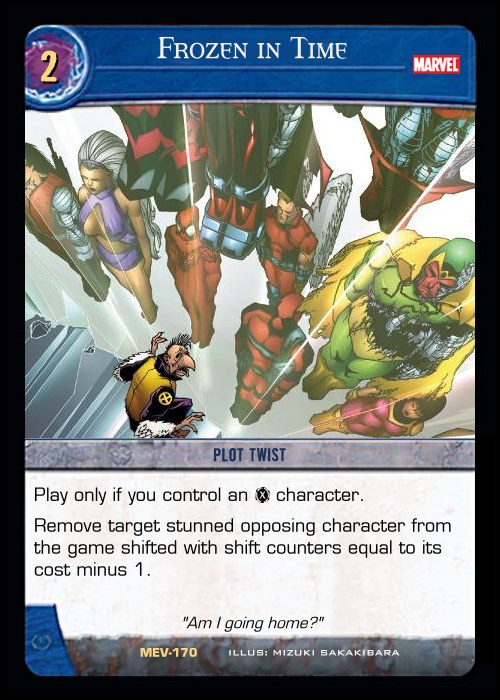 2
Frozen in Time
MARVEL
PLOT TWIST
Play only if you control an X character.
Remove target stunned opposing character from
the game shifted with shift counters equal to its
cost minus 1.
"Am I going home?"
MEV-170 ILLUS: MIZUKI SAKAKIBARA